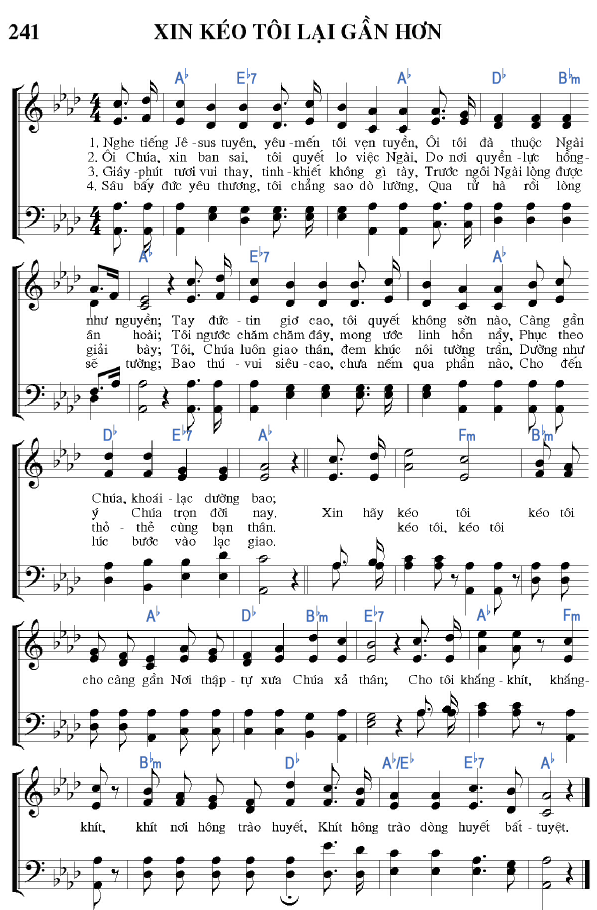 241 XIN KÉO TÔI LẠI GẦN HƠN
A♭ E♭7 A♭ D♭ B♭m
1. Nghe tiếng Jê-sus tuyền, yêu-mến tôi vẹn tuyền, Ôi tôi đã thuộc Ngài
2. Ôi Chúa, xin ban sai, tôi quyết lo việc Ngài, Do nơi quyền-lực hồng-
3. Giây-phút tươi vui thay, tinh-khiết không gì tày, Trước ngôi Ngài lòng được
4. Sâu bấy đức yêu thương, tôi chẳng sao dò lường, Qua tử hà rồi lòng
A♭ E♭7 A♭
như nguyền; Tay đức-tin giơ cao, tôi quyết không sờn nào, Càng gần
ân hoài; Tôi ngước chăm chăm đây, mong ước linh hồn nầy, Phục theo
giải bày; Tôi, Chúa luôn giao thân, đem khúc nôi tường trần, Dường như
sẽ tường; Bao thú-vui siêu-cao, chưa nếm qua phần nào, Cho đến
D♭ E♭7 A♭ Fm B♭m
Chúa, khoái-lạc dường bao;
ý Chúa trọn đời nay. Xin hãy kéo tôi kéo tôi
thỏ-thẻ cùng bạn thân. kéo tôi, kéo tôi
lúc bước vào lạc giao.
A♭ D♭ B♭m E♭7 A♭ Fm
cho càng gần Nơi thập-tự xưa Chúa xả thân; Cho tôi khắng-khít, khắng-
B♭m D♭ A♭/E♭ E♭7 A♭
khít, khít nơi hông trào huyết, Khít hông trào dòng huyết bất-tuyệt.